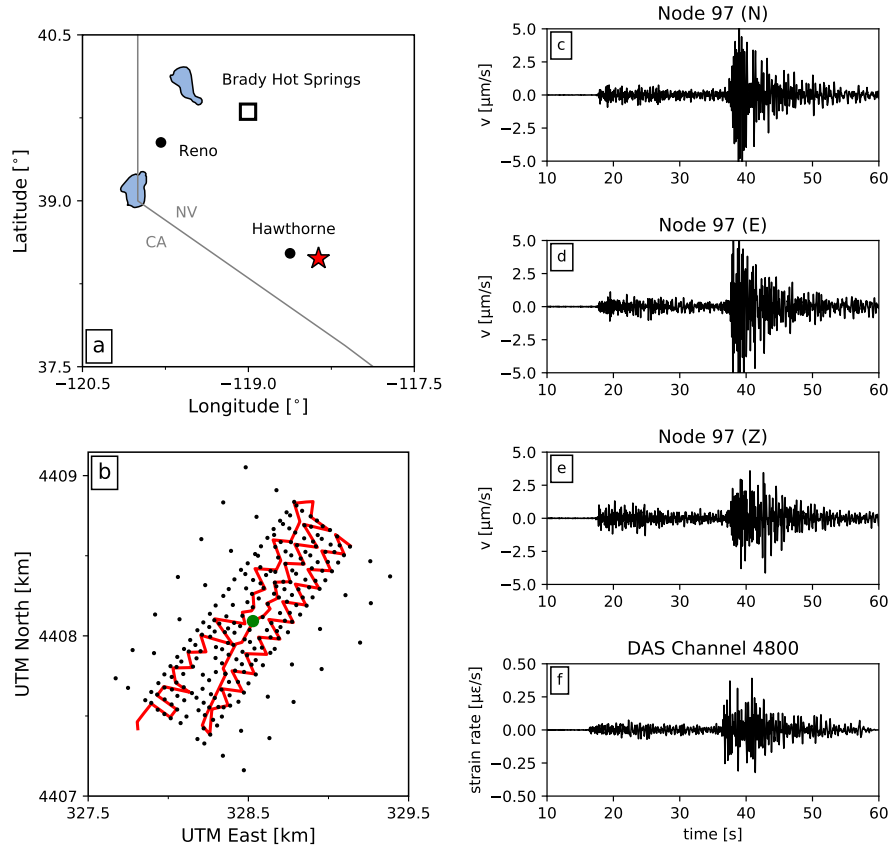 40.5
39.0
37.5
Latitude [°]
Brady Hot Springs
Reno
NV
CA
Hawthorne
a
−120.5
−119.0
−117.5
Longitude [°]
b
4409
4408
4407
UTM North [km]
327.5
328.5
329.5
UTM East [km]
Node 97 (N)
c
5.0
2.5
0.0
−2.5
−5.0
v [μm/s]
10 20 30 40 50 60
Node 97 (E)
d
5.0
2.5
0.0
−2.5
−5.0
v [μm/s]
10 20 30 40 50 60
Node 97 (Z)
e
5.0
2.5
0.0
−2.5
−5.0
v [μm/s]
10 20 30 40 50 60
DAS Channel 4800
f
0.50
0.25
0.00
−0.25
−0.50
strain rate [με/s]
10 20 30 40 50 60
time [s]